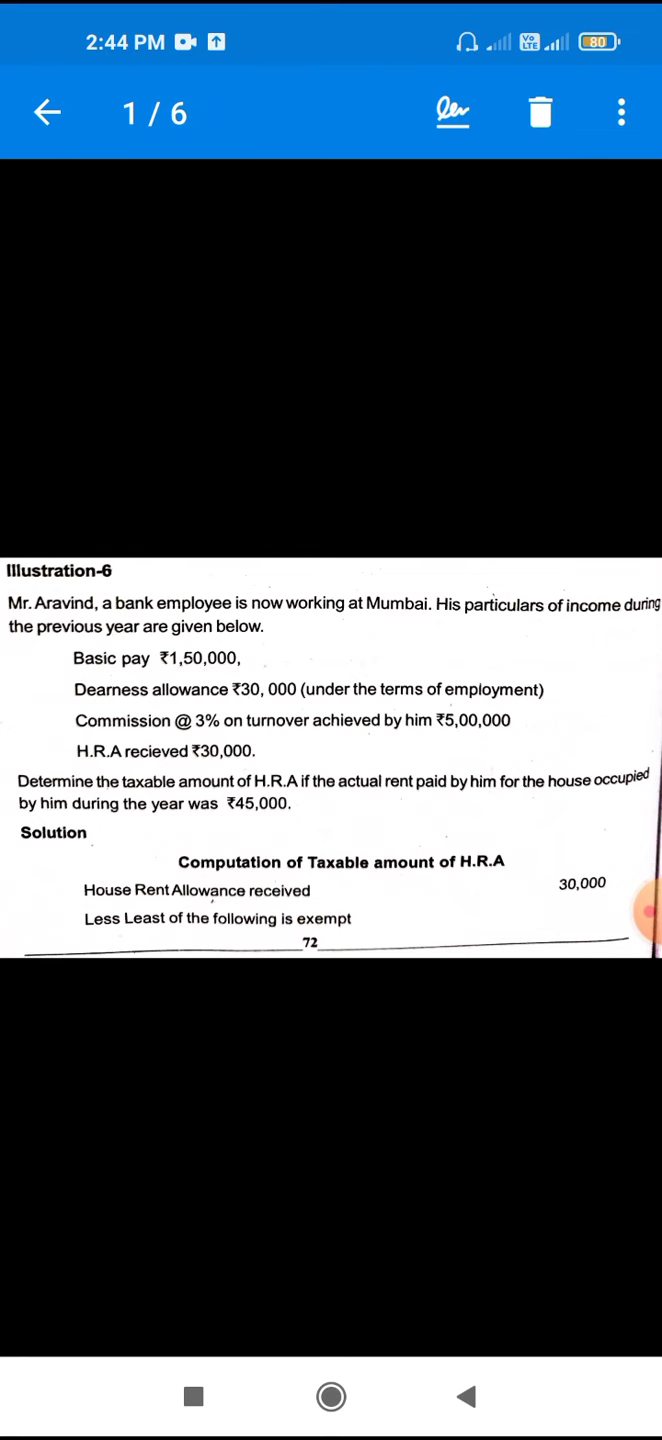 2:44 PM
Vo LTE 80
1 / 6
Illustration-6
Mr. Aravind, a bank employee is now working at Mumbai. His particulars of income during
the previous year are given below.
Basic pay ₹1,50,000,
Dearness allowance ₹30, 000 (under the terms of employment)
Commission @ 3% on turnover achieved by him ₹5,00,000
H.R.A recieved ₹30,000.
Determine the taxable amount of H.R.A if the actual rent paid by him for the house occupied
by him during the year was ₹45,000.
Solution
Computation of Taxable amount of H.R.A
House Rent Allowance received 30,000
Less Least of the following is exempt
72